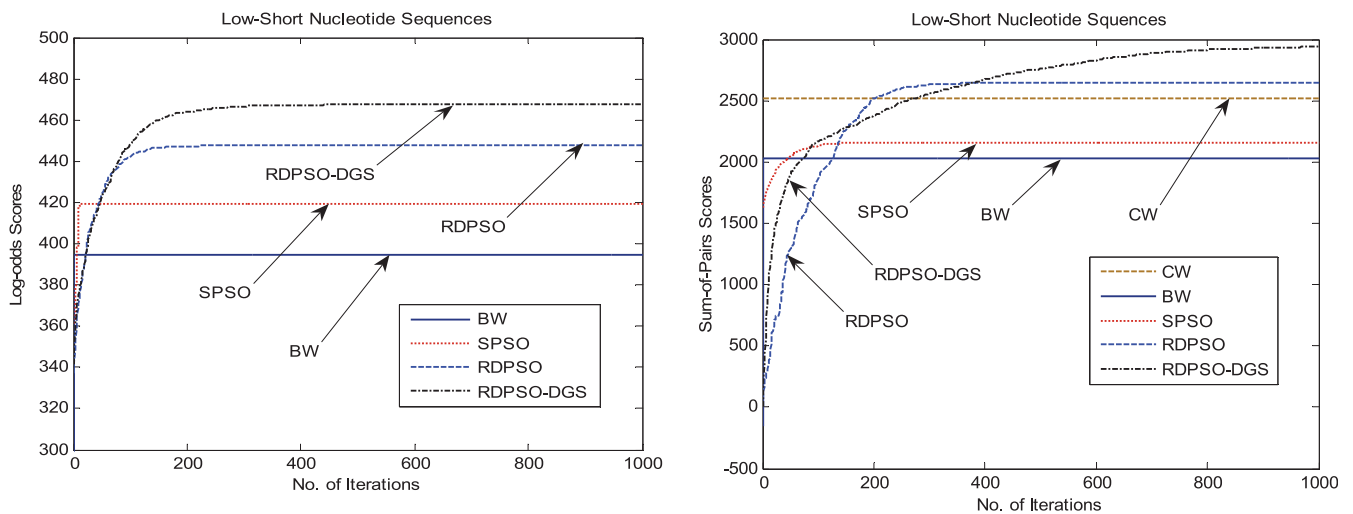 Low-Short Nucleotide Sequences
500
480
460
440
420
400
380
360
340
320
300
Log-odds Scores
RDPSO-DGS
RDPSO
SPSO
BW
BW
SPSO
RDPSO
RDPSO-DGS
0
200
400
600
800
1000
No. of Iterations
Low-Short Nucleotide Squences
3000
2500
2000
1500
1000
500
0
-500
Sum-of-Pairs Scores
SPSO
BW
CW
RDPSO-DGS
RDPSO
CW
BW
SPSO
RDPSO
RDPSO-DGS
0
200
400
600
800
1000
No. of Iterations